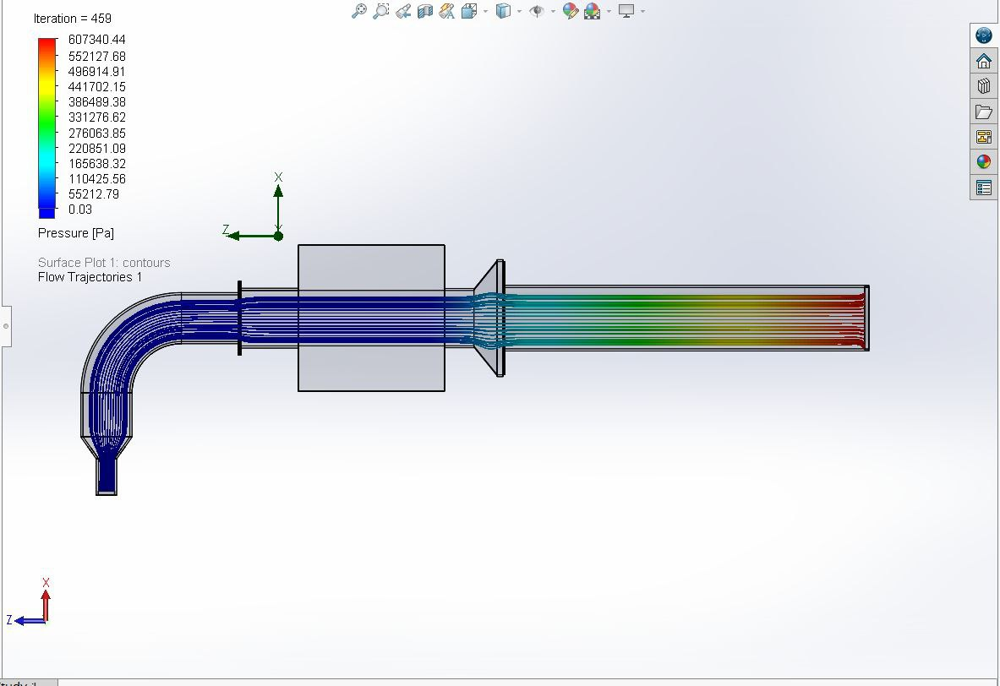 Iteration = 459
607340.44
552127.68
496914.91
441702.15
386489.38
331276.62
276063.85
220851.09
165638.32
110425.56
55212.79
0.03
Pressure [Pa]
Surface Plot 1: contours
Flow Trajectories 1
X
Z
Y
X
Z